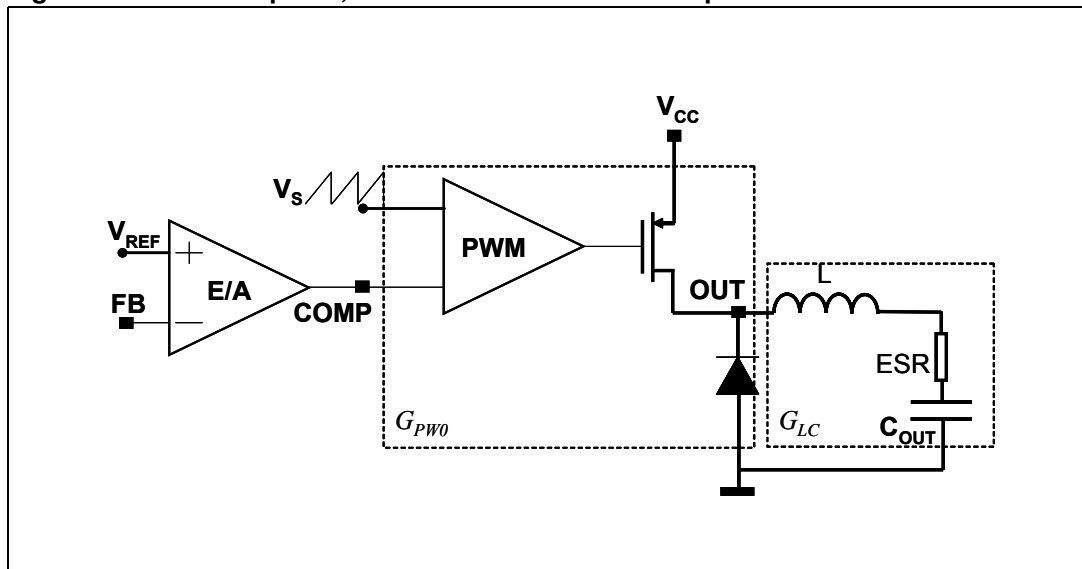 V_CC
V_S
V_REF
FB
E/A
COMP
PWM
OUT
L
ESR
C_OUT
G_PW0
G_LC